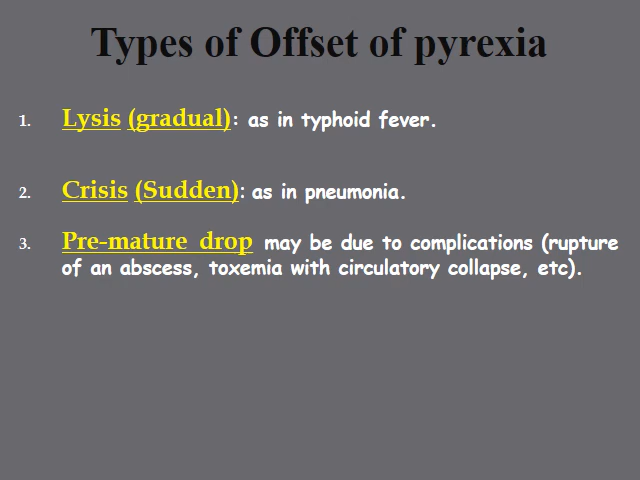 Types of Offset of pyrexia
1. Lysis (gradual): as in typhoid fever.
2. Crisis (Sudden): as in pneumonia.
3. Pre-mature drop may be due to complications (rupture
of an abscess, toxemia with circulatory collapse, etc).